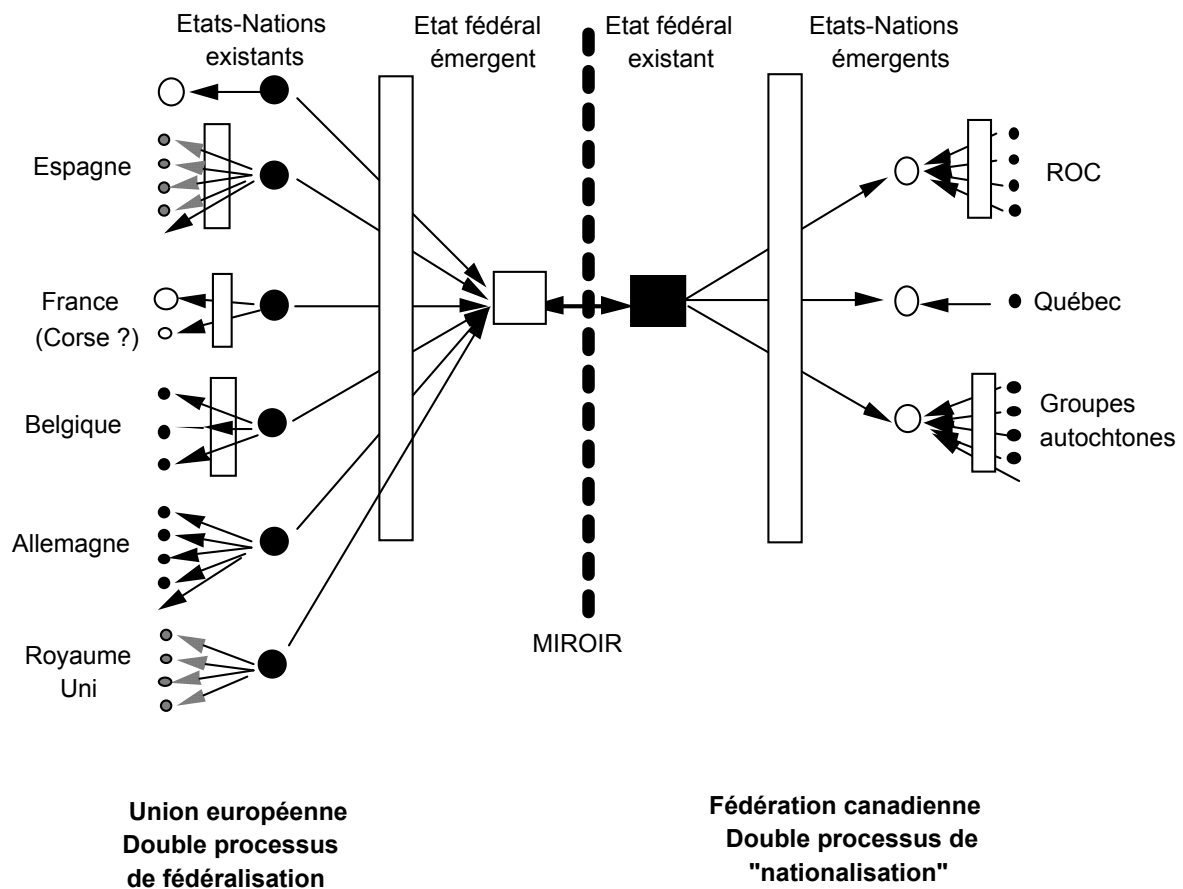 Etats-Nations
existants
Etat fédéral
émergent
Etat fédéral
existant
Etats-Nations
émergents
Espagne
France
(Corse ?)
Belgique
Allemagne
Royaume
Uni
ROC
Québec
Groupes
autochtones
MIROIR
Union européenne
Double processus
de fédéralisation
Fédération canadienne
Double processus de
"nationalisation"